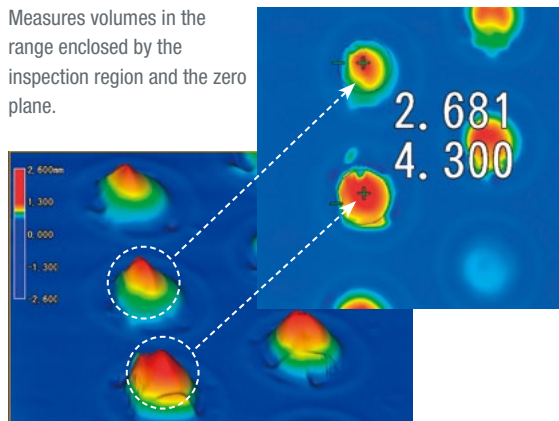 Measures volumes in the
range enclosed by the
inspection region and the zero
plane.
2.681
4.300
2.600mm
1.300
0.000
-1.300
-2.600